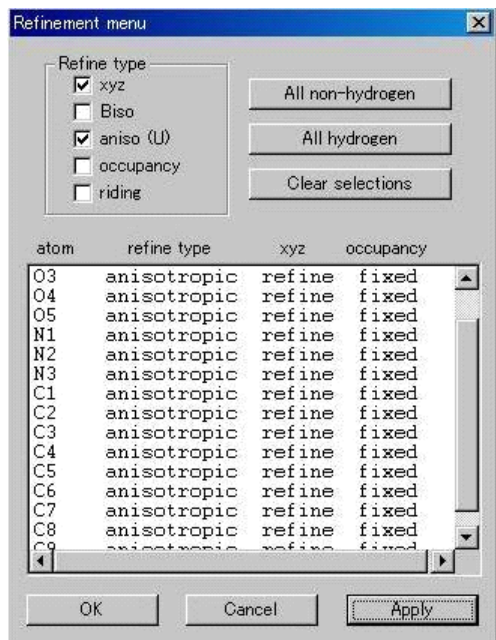 Refinement menu
Refine type
xyz
Biso
aniso (U)
occupancy
riding
All non-hydrogen
All hydrogen
Clear selections
atom refine type xyz occupancy
O3 anisotropic refine fixed
O4 anisotropic refine fixed
O5 anisotropic refine fixed
N1 anisotropic refine fixed
N2 anisotropic refine fixed
N3 anisotropic refine fixed
C1 anisotropic refine fixed
C2 anisotropic refine fixed
C3 anisotropic refine fixed
C4 anisotropic refine fixed
C5 anisotropic refine fixed
C6 anisotropic refine fixed
C7 anisotropic refine fixed
C8 anisotropic refine fixed
C9 anisotropic refine fixed
OK Cancel Apply